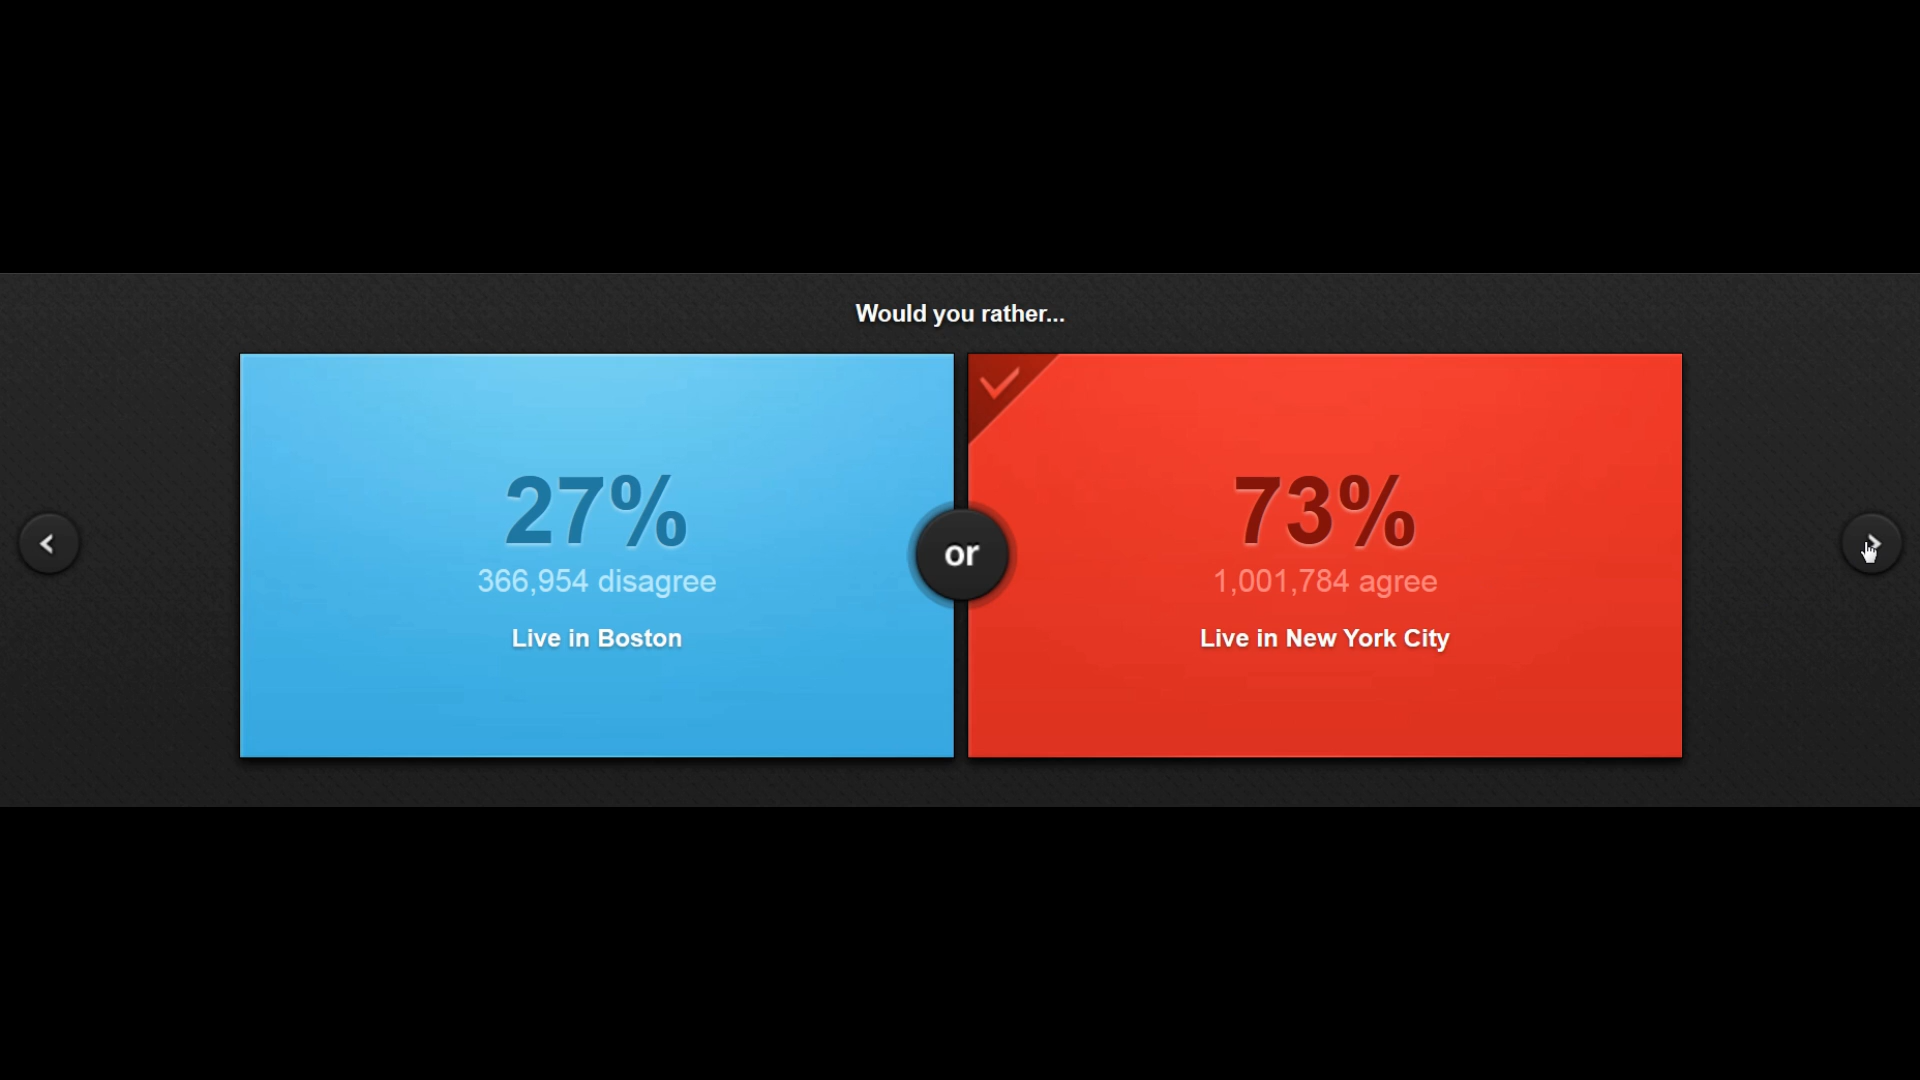 Would you rather...
27%
366,954 disagree
Live in Boston
or
73%
1,001,784 agree
Live in New York City